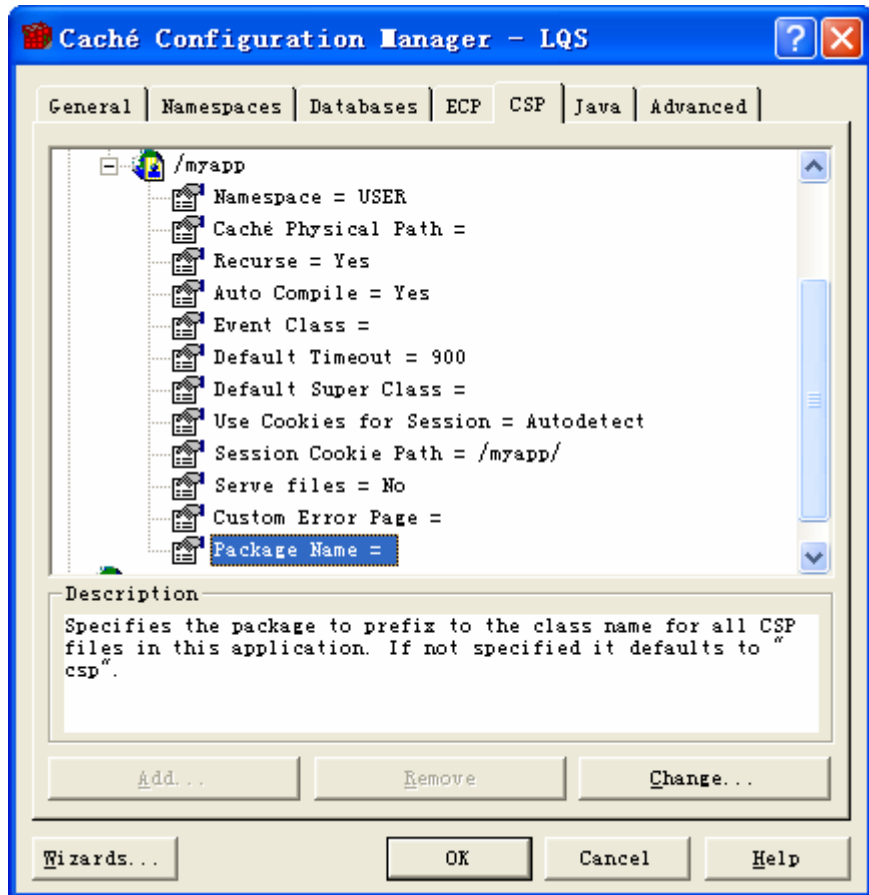 Caché Configuration Manager - LQS
General
Namespaces
Databases
ECP
CSP
Java
Advanced
/myapp
Namespace = USER
Caché Physical Path =
Recurse = Yes
Auto Compile = Yes
Event Class =
Default Timeout = 900
Default Super Class =
Use Cookies for Session = Autodetect
Session Cookie Path = /myapp/
Serve files = No
Custom Error Page =
Package Name =
Description
Specifies the package to prefix to the class name for all CSP
files in this application. If not specified it defaults to "
csp".
Add...
Remove
Change...
Wizards...
OK
Cancel
Help